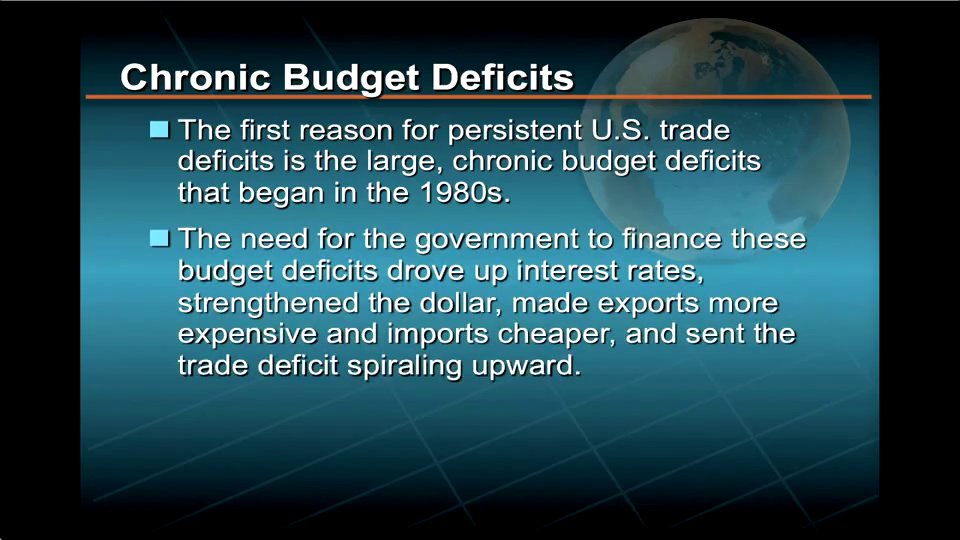 Chronic Budget Deficits
The first reason for persistent U.S. trade
deficits is the large, chronic budget deficits
that began in the 1980s.
The need for the government to finance these
budget deficits drove up interest rates,
strengthened the dollar, made exports more
expensive and imports cheaper, and sent the
trade deficit spiraling upward.